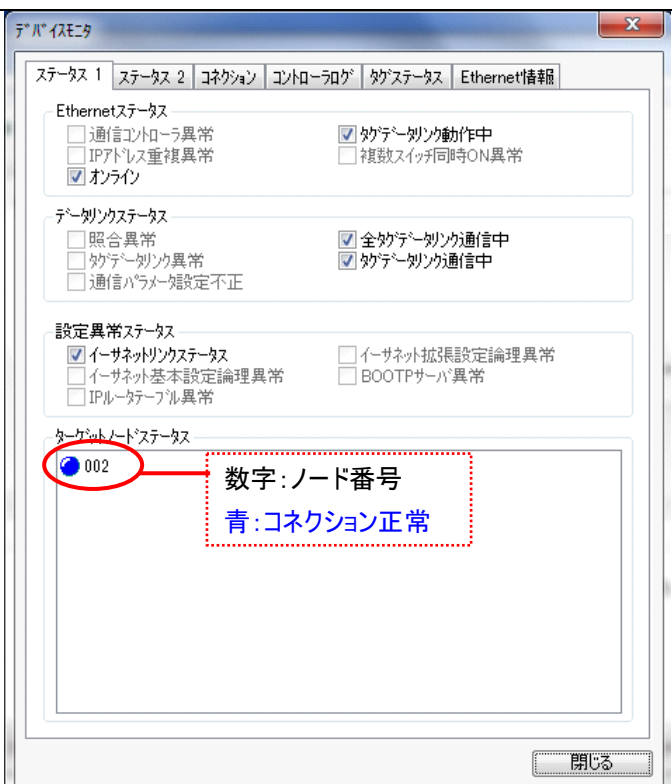 デバイスモニタ
ステータス 1 ステータス 2 コネクション コントローラログ タグステータス Ethernet情報
Ethernetステータス
通信コントローラ異常 タグデータリンク動作中
IPアドレス重複異常 複数スイッチ同時ON異常
オンライン
データリンクステータス
照合異常 全タグデータリンク通信中
タグデータリンク異常 タグデータリンク通信中
通信パラメータ設定不正
設定異常ステータス
イーサネットリンクステータス イーサネット拡張設定論理異常
イーサネット基本設定論理異常 BOOTPサーバ異常
IPルータテーブル異常
ターゲットノードステータス
002
数字:ノード番号
青:コネクション正常
閉じる